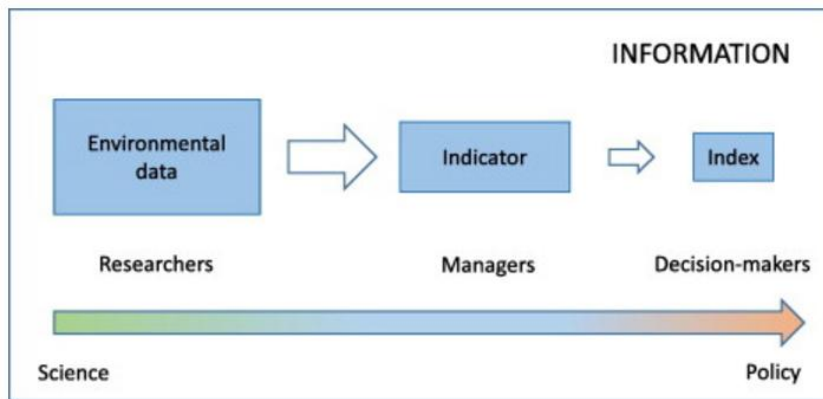 INFORMATION
Environmental
data
Indicator
Index
Researchers
Managers
Decision-makers
Science
Policy